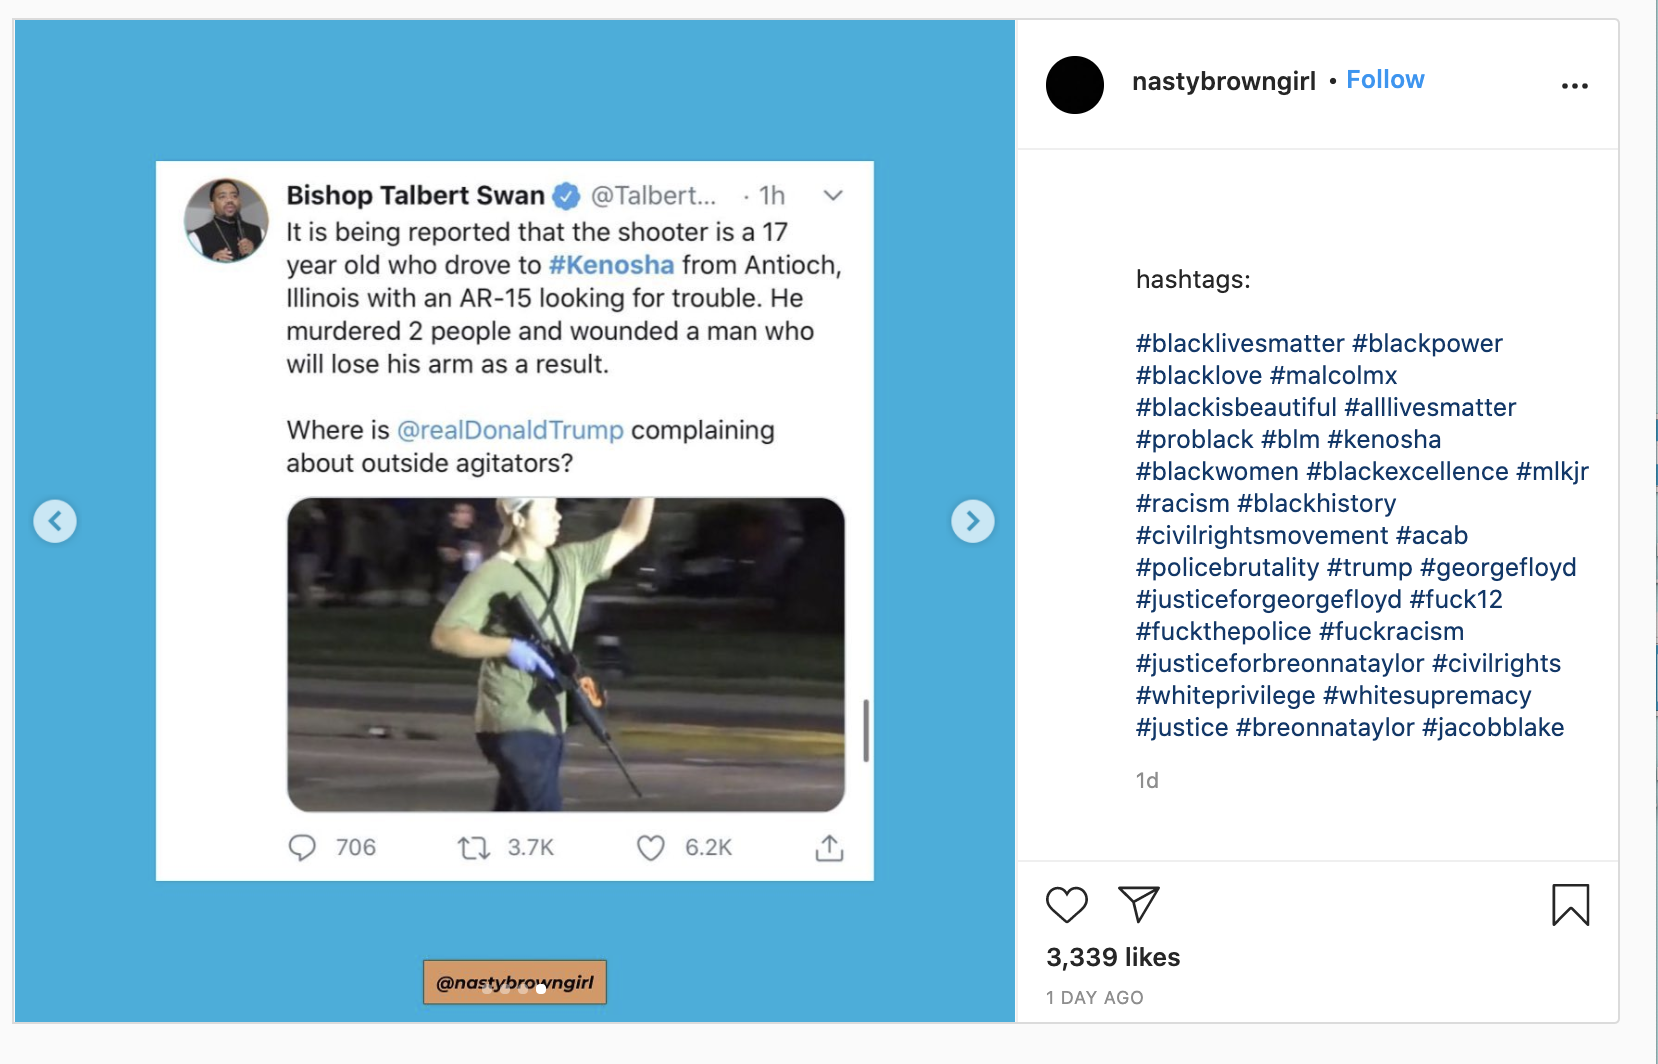 Bishop Talbert Swan @Talbert... · 1h
It is being reported that the shooter is a 17
year old who drove to #Kenosha from Antioch,
Illinois with an AR-15 looking for trouble. He
murdered 2 people and wounded a man who
will lose his arm as a result.
Where is @realDonaldTrump complaining
about outside agitators?
706 3.7K 6.2K
@nastybrowngirl
nastybrowngirl • Follow
hashtags:
#blacklivesmatter #blackpower
#blacklove #malcolmx
#blackisbeautiful #alllivesmatter
#problack #blm #kenosha
#blackwomen #blackexcellence #mlkjr
#racism #blackhistory
#civilrightsmovement #acab
#policebrutality #trump #georgefloyd
#justiceforgeorgefloyd #fuck12
#fuckthepolice #fuckracism
#justiceforbreonnataylor #civilrights
#whiteprivilege #whitesupremacy
#justice #breonnataylor #jacobblake
1d
3,339 likes
1 DAY AGO